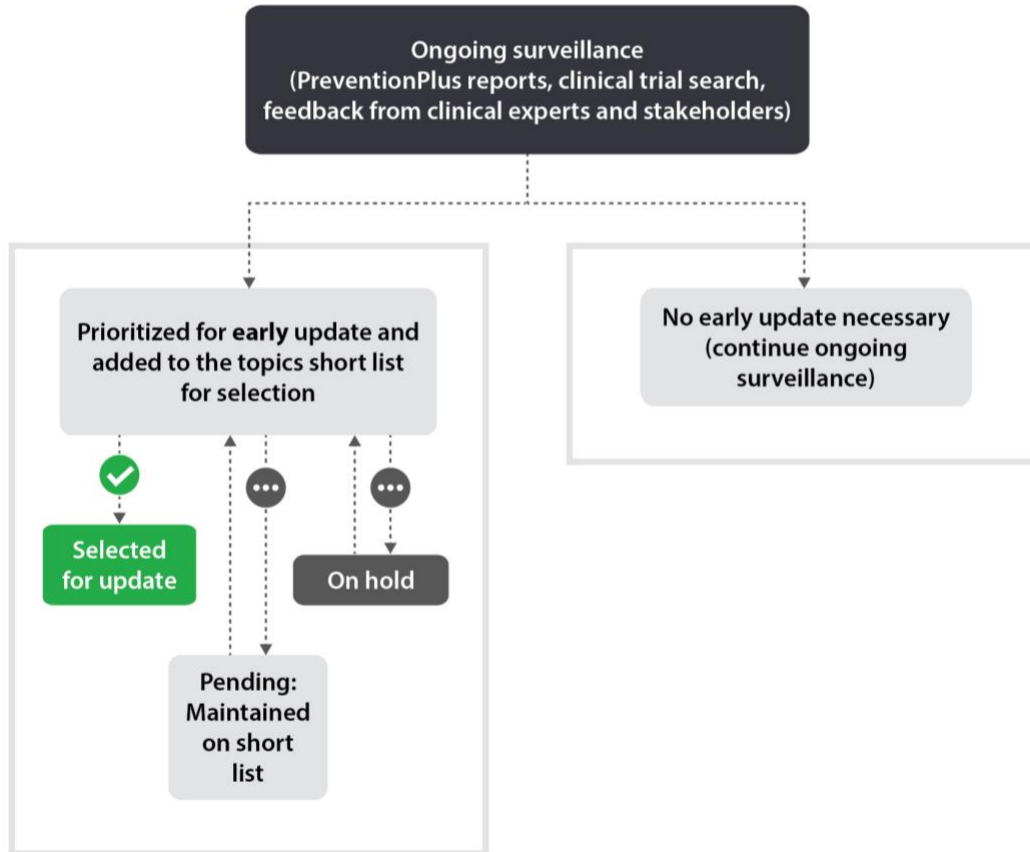 Ongoing surveillance
(PreventionPlus reports, clinical trial search,
feedback from clinical experts and stakeholders)
Prioritized for early update and
added to the topics short list
for selection
No early update necessary
(continue ongoing
surveillance)
Selected
for update
On hold
Pending:
Maintained
on short
list